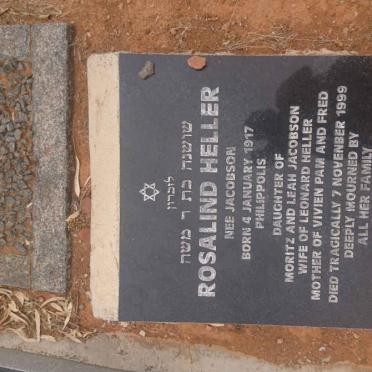 לזכרון
שושנה בת ר משה
ROSALIND HELLER
NEE JACOBSON
BORN 4 JANUARY 1917
PHILIPPOLIS
DAUGHTER OF
MORITZ AND LEAH JACOBSON
WIFE OF LEONARD HELLER
MOTHER OF VIVIEN PAM AND FRED
DIED TRAGICALLY 7 NOVEMBER 1999
DEEPLY MOURNED BY
ALL HER FAMILY